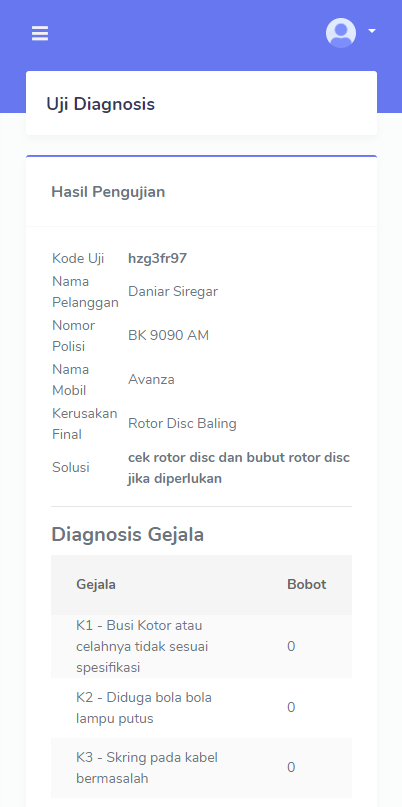 Uji Diagnosis
Hasil Pengujian
Kode Uji hzg3fr97
Nama Pelanggan Daniar Siregar
Nomor Polisi BK 9090 AM
Nama Mobil Avanza
Kerusakan Final Rotor Disc Baling
Solusi cek rotor disc dan bubut rotor disc
jika diperlukan
Diagnosis Gejala
Gejala Bobot
K1 - Busi Kotor atau
celahnya tidak sesuai
spesifikasi
0
K2 - Diduga bola bola
lampu putus
0
K3 - Skring pada kabel
bermasalah
0